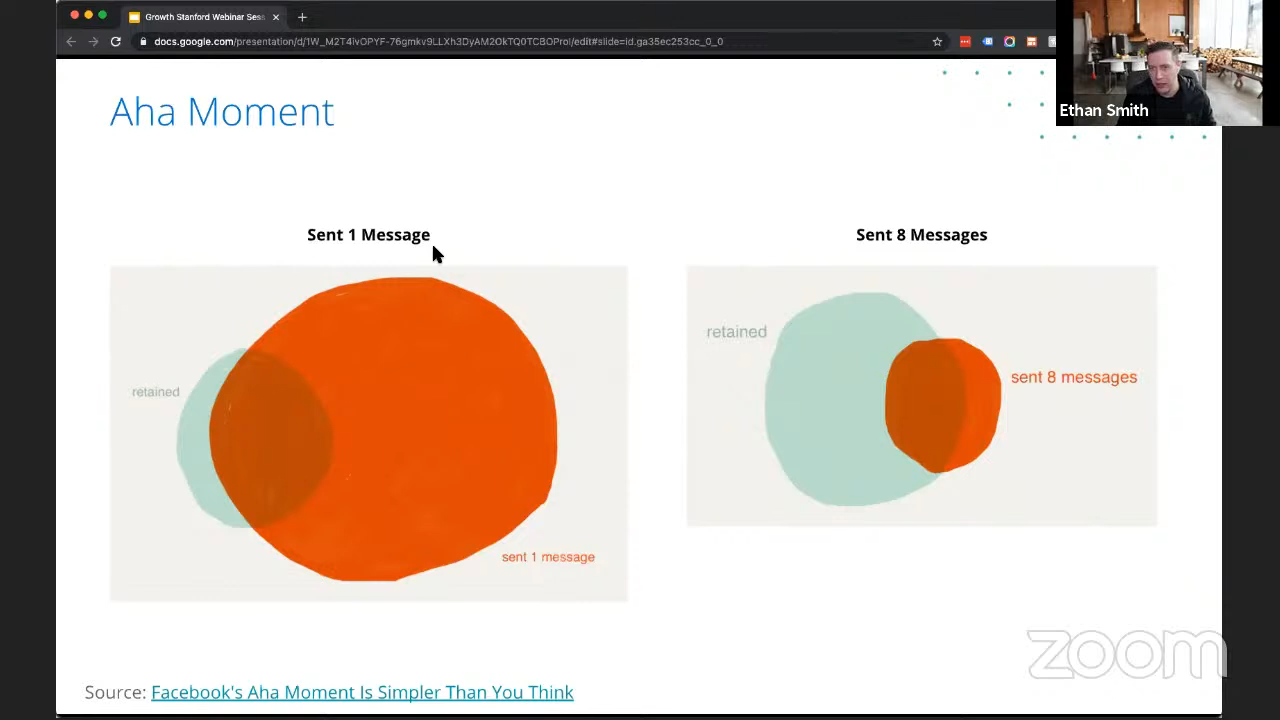 Growth Stanford Webinar Sess
docs.google.com/presentation/d/1W_M2T4ivOPYF-76gmkv9LLXh3DyAM2OkTQ0TCBOProI/edit#slide=id.ga35ec253cc_0_0
Ethan Smith
Aha Moment
Sent 1 Message
Sent 8 Messages
retained
sent 1 message
retained
sent 8 messages
zoom
Source: Facebook's Aha Moment Is Simpler Than You Think